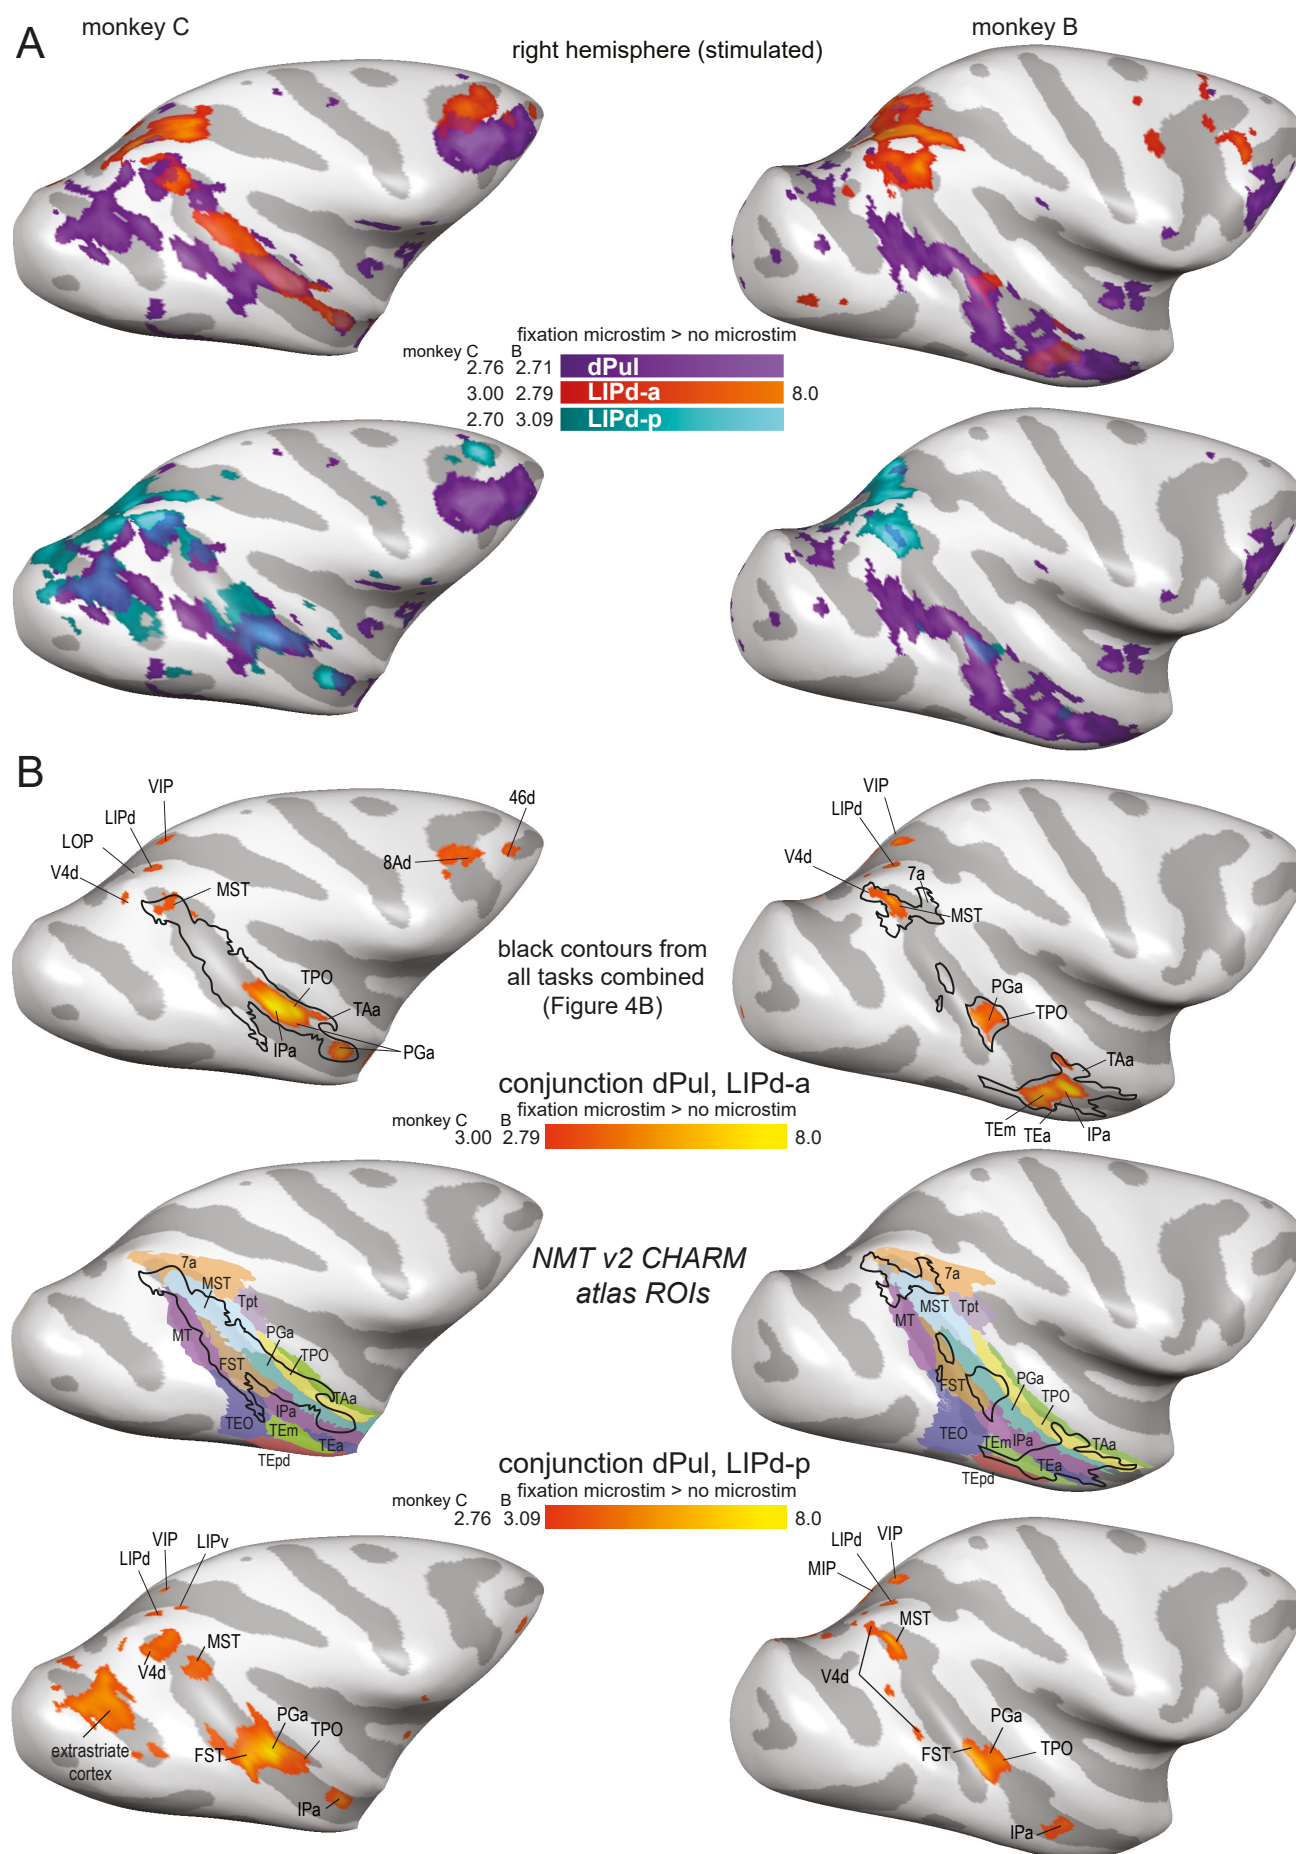 A
monkey C
monkey B
right hemisphere (stimulated)
fixation microstim > no microstim
monkey C B
2.76 2.71 dPul
3.00 2.79 LIPd-a 8.0
2.70 3.09 LIPd-p
B
VIP
LIPd
LOP
V4d
MST
46d
8Ad
TPO
TAa
IPa
PGa
VIP
LIPd
V4d
7a
MST
PGa
TPO
TAa
TEm
TEa
IPa
black contours from
all tasks combined
(Figure 4B)
conjunction dPul, LIPd-a
fixation microstim > no microstim
monkey C B
3.00 2.79 8.0
7a
MST
Tpt
MT
PGa
FST
TPO
TAa
IPa
TEO
TEm
TEa
TEpd
NMT v2 CHARM
atlas ROIs
7a
MST
Tpt
MT
FST
PGa
TPO
TEO
TEm
IPa
TAa
TEa
TEpd
conjunction dPul, LIPd-p
fixation microstim > no microstim
monkey C B
2.76 3.09 8.0
VIP
LIPv
LIPd
MST
V4d
PGa
TPO
FST
extrastriate
cortex
IPa
VIP
LIPd
MIP
MST
V4d
PGa
FST
TPO
IPa